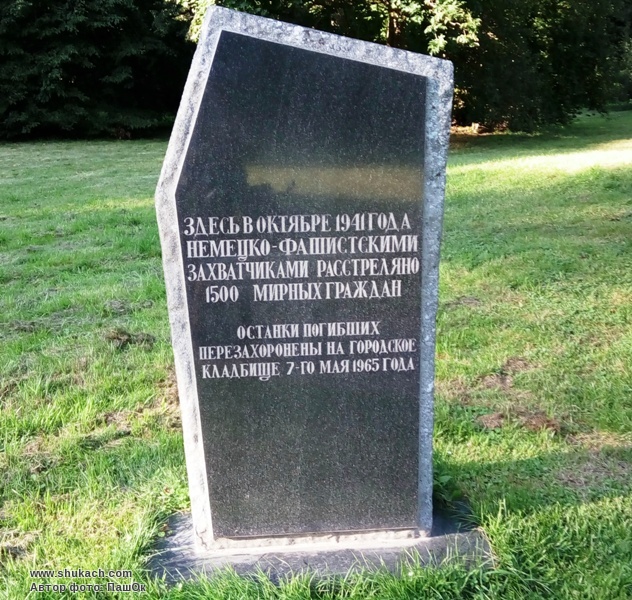 ЗДЕСЬ В ОКТЯБРЕ 1941 ГОДА
НЕМЕЦКО-ФАШИСТСКИМИ
ЗАХВАТЧИКАМИ РАССТРЕЛЯНО
1500 МИРНЫХ ГРАЖДАН
ОСТАНКИ ПОГИБШИХ
ПЕРЕЗАХОРОНЕНЫ НА ГОРОДСКОЕ
КЛАДБИЩЕ 7-ГО МАЯ 1965 ГОДА
www.shukach.com
Автор фото: ПашОк